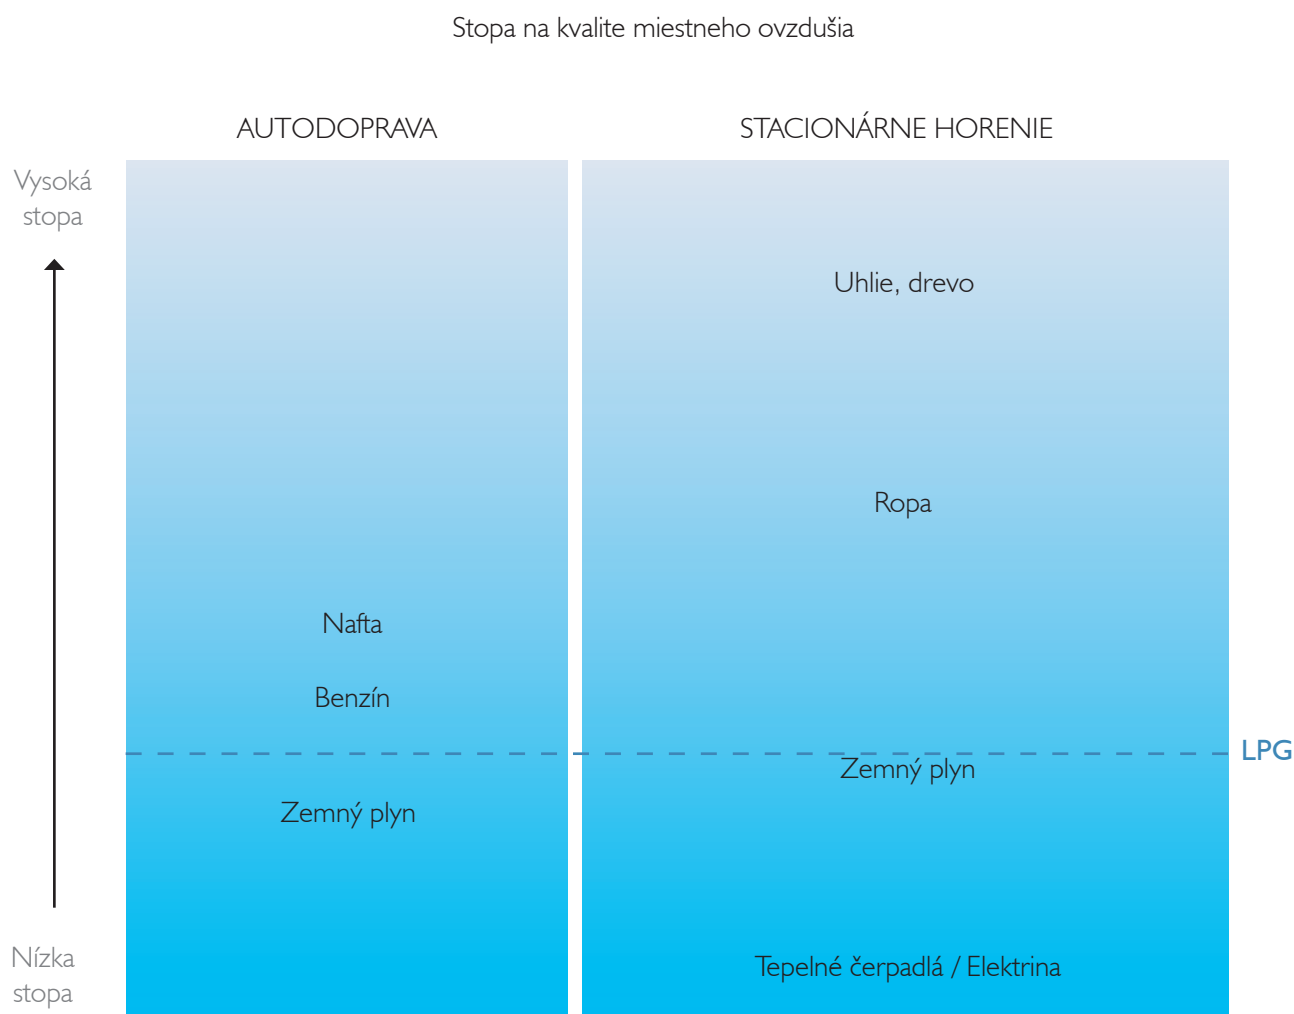 Stopa na kvalite miestneho ovzdušia
AUTODOPRAVA
STACIONÁRNE HORENIE
Vysoká
stopa
Uhlie, drevo
Ropa
Nafta
Benzín
LPG
Zemný plyn
Zemný plyn
Nízka
stopa
Tepelné čerpadlá / Elektrina